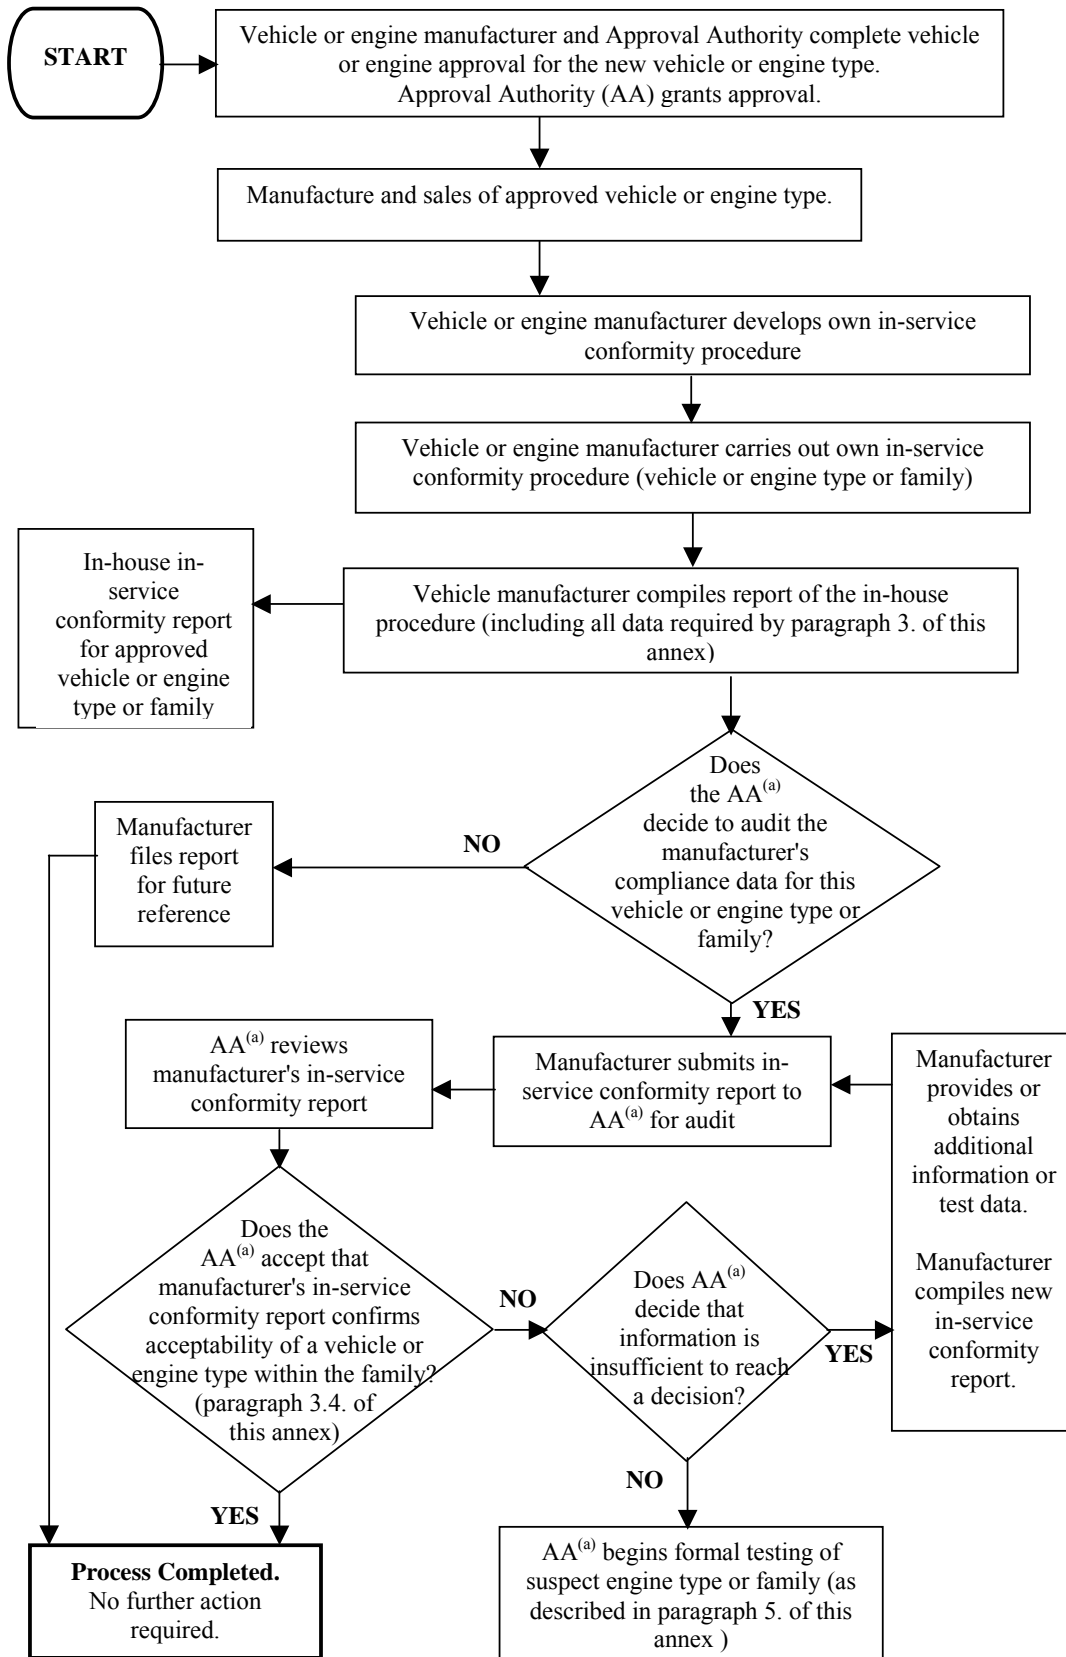 START
Vehicle or engine manufacturer and Approval Authority complete vehicle
or engine approval for the new vehicle or engine type.
Approval Authority (AA) grants approval.
Manufacture and sales of approved vehicle or engine type.
Vehicle or engine manufacturer develops own in-service
conformity procedure
Vehicle or engine manufacturer carries out own in-service
conformity procedure (vehicle or engine type or family)
In-house in-
service
conformity report
for approved
vehicle or engine
type or family
Vehicle manufacturer compiles report of the in-house
procedure (including all data required by paragraph 3. of this
annex)
Does
the AA(a)
decide to audit the
manufacturer's
compliance data for this
vehicle or engine type or
family?
NO
Manufacturer
files report
for future
reference
YES
AA(a) reviews
manufacturer's in-service
conformity report
Manufacturer submits in-
service conformity report to
AA(a) for audit
Manufacturer
provides or
obtains
additional
information or
test data.
Manufacturer
compiles new
in-service
conformity
report.
Does the
AA(a) accept that
manufacturer's in-service
conformity report confirms
acceptability of a vehicle or
engine type within the family?
(paragraph 3.4. of
this annex)
NO
Does AA(a)
decide that
information is
insufficient to reach
a decision?
YES
NO
YES
Process Completed.
No further action
required.
AA(a) begins formal testing of
suspect engine type or family (as
described in paragraph 5. of this
annex )